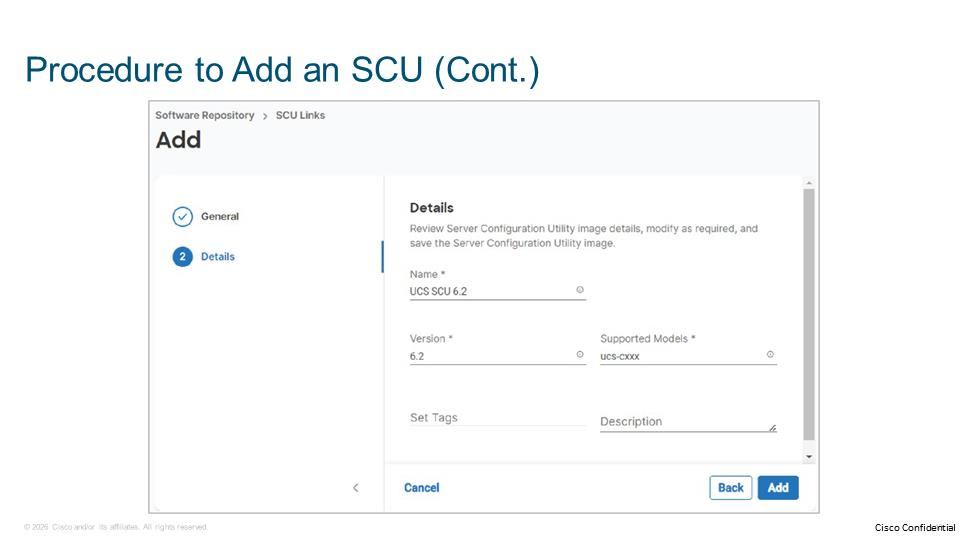 Procedure to Add an SCU (Cont.)
Software Repository > SCU Links
Add
General
2 Details
Details
Review Server Configuration Utility image details, modify as required, and
save the Server Configuration Utility image.
Name *
UCS SCU 6.2
Version * Supported Models *
6.2 ucs-cxxx
Set Tags Description
< Cancel Back Add
© 2026 Cisco and/or its affiliates. All rights reserved. Cisco Confidential